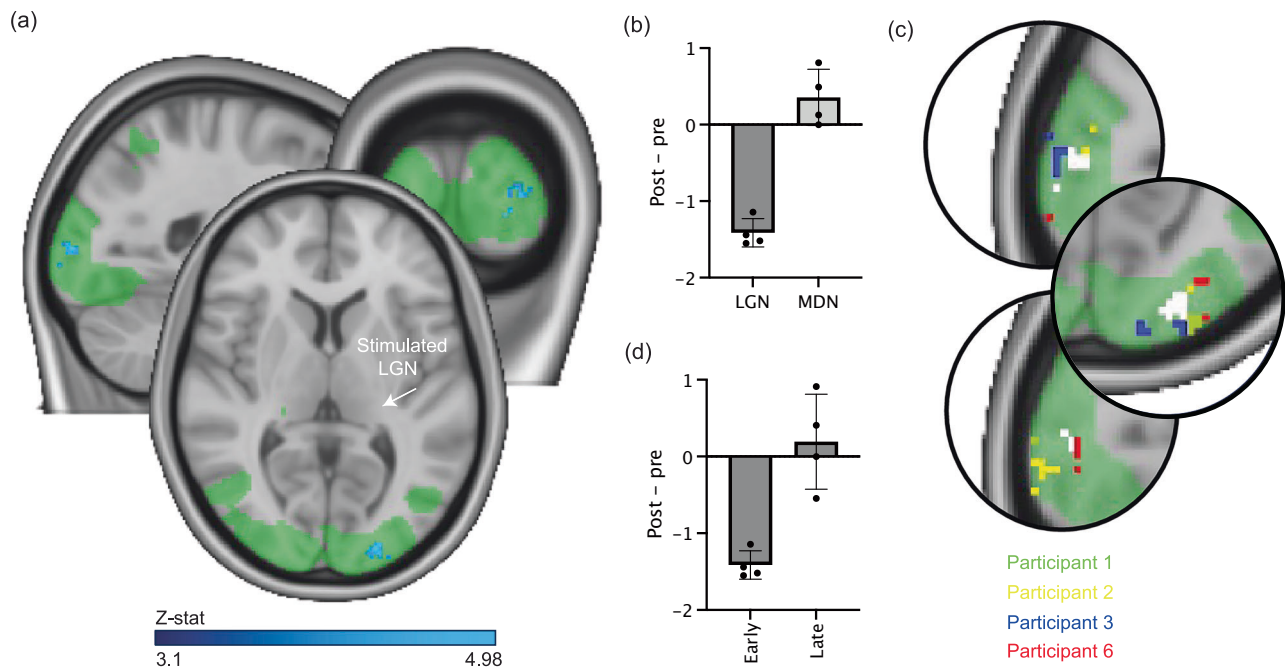 (a)
Stimulated
LGN
Z-stat
3.1
4.98
(b)
Post – pre
1
0
-1
-2
LGN
MDN
(c)
Participant 1
Participant 2
Participant 3
Participant 6
(d)
Post – pre
1
0
-1
-2
Early
Late